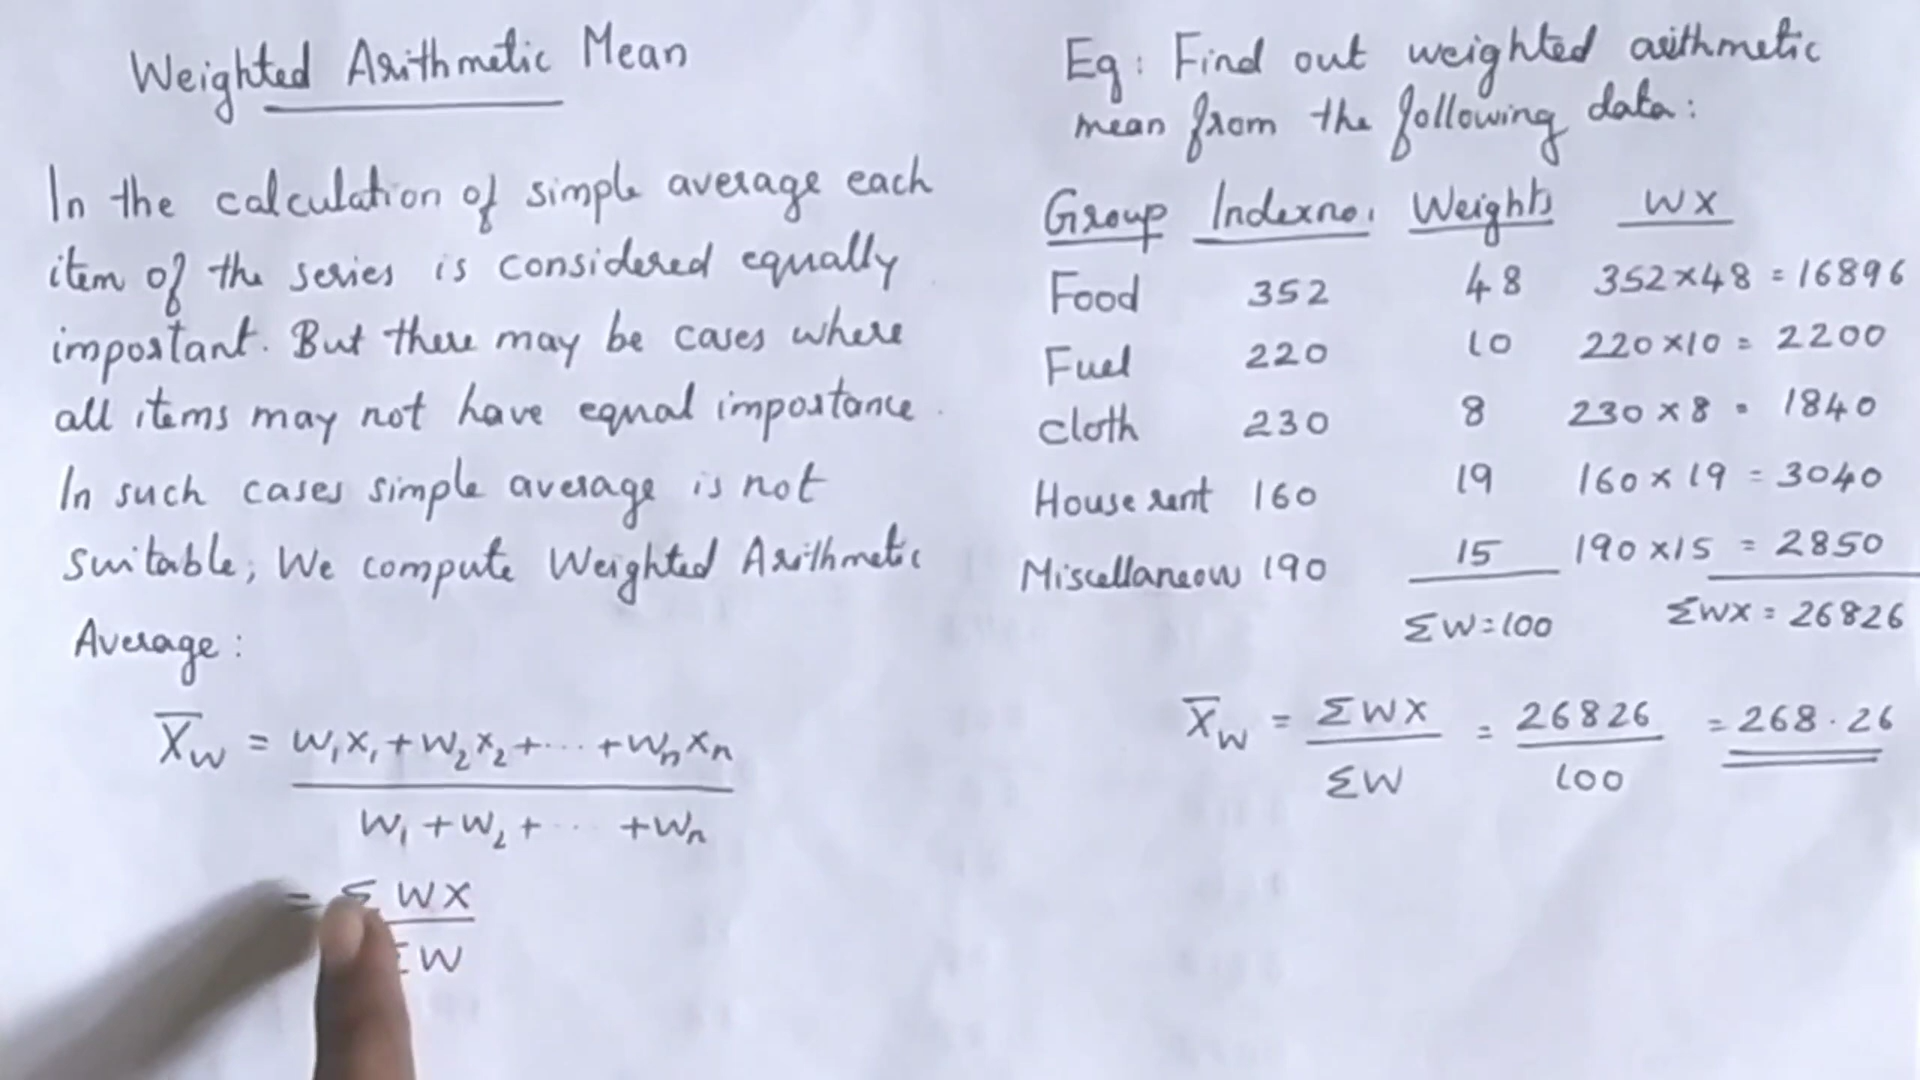 Weighted Arithmetic Mean
In the calculation of simple average each
item of the series is considered equally
important. But there may be cases where
all items may not have equal importance.
In such cases simple average is not
suitable; We compute Weighted Arithmetic
Average:
X̄w = W₁X₁+W₂X₂+···+WₙXₙ
W₁+W₂+··· +Wₙ
= Σ WX
ΣW
Eg: Find out weighted arithmetic
mean from the following data:
Group Indexno. Weights WX
Food 352 48 352×48 = 16896
Fuel 220 10 220×10 = 2200
cloth 230 8 230×8 = 1840
House rent 160 19 160×19 = 3040
Miscellaneous 190 15 190×15 = 2850
ΣW=100 ΣWX = 26826
X̄w = ΣWX = 26826 = 268.26
ΣW 100